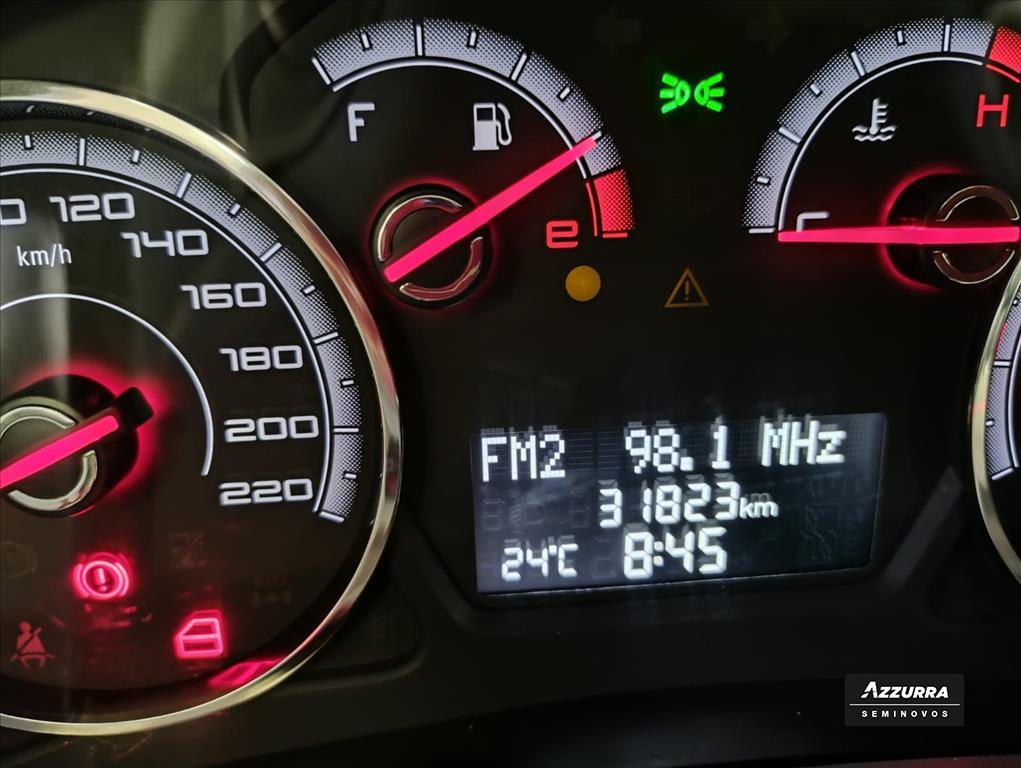 F
H
e
120
km/h
140
160
180
200
220
FM2 98.1 MHz
31823km
24°C 8:45
AZZURRA
SEMINOVOS